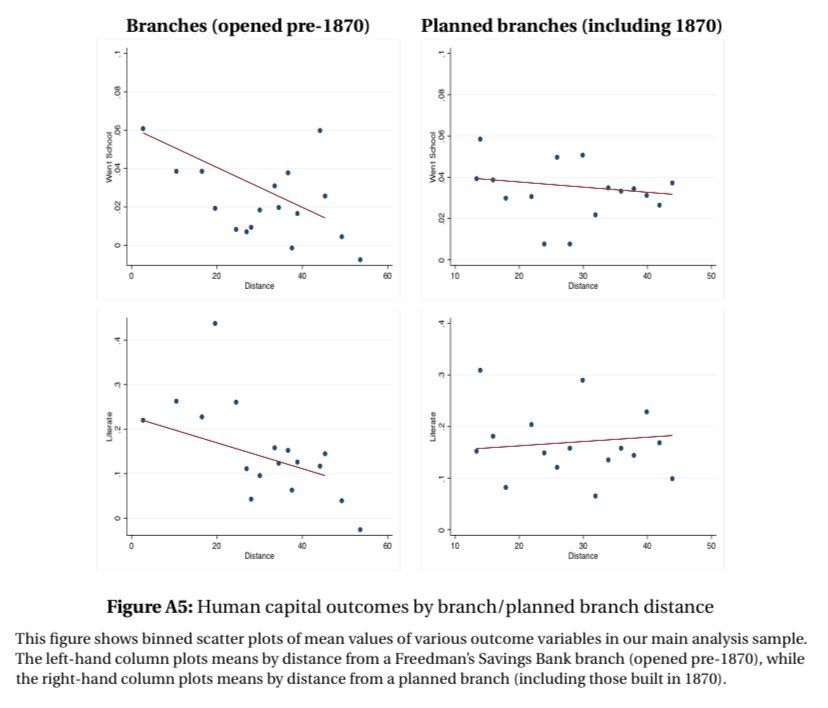 Branches (opened pre-1870)
Planned branches (including 1870)
.1
.08
.06
.04
.02
0
Went School
0
20
40
60
Distance
.1
.08
.06
.04
.02
0
Went School
10
20
30
40
50
Distance
.4
.3
.2
.1
0
Literate
0
20
40
60
Distance
.4
.3
.2
.1
0
Literate
10
20
30
40
50
Distance
Figure A5: Human capital outcomes by branch/planned branch distance
This figure shows binned scatter plots of mean values of various outcome variables in our main analysis sample.
The left-hand column plots means by distance from a Freedman's Savings Bank branch (opened pre-1870), while
the right-hand column plots means by distance from a planned branch (including those built in 1870).